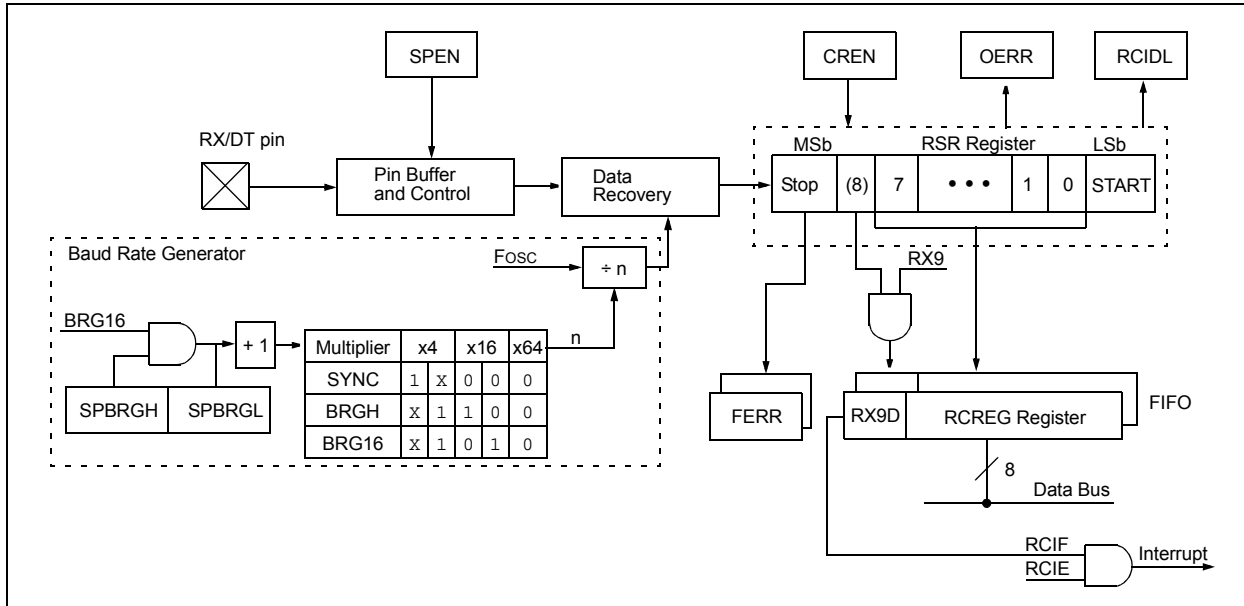 SPEN
CREN
OERR
RCIDL
RX/DT pin
MSb
RSR Register
LSb
Pin Buffer
and Control
Data
Recovery
Stop
(8)
7
• • •
1
0
START
Baud Rate Generator
FOSC
÷ n
RX9
BRG16
+ 1
n
Multiplier x4 x16 x64
SYNC 1 X 0 0 0
BRGH X 1 1 0 0
BRG16 X 1 0 1 0
SPBRGH
SPBRGL
FERR
RX9D
RCREG Register
FIFO
8
Data Bus
RCIF
RCIE
Interrupt